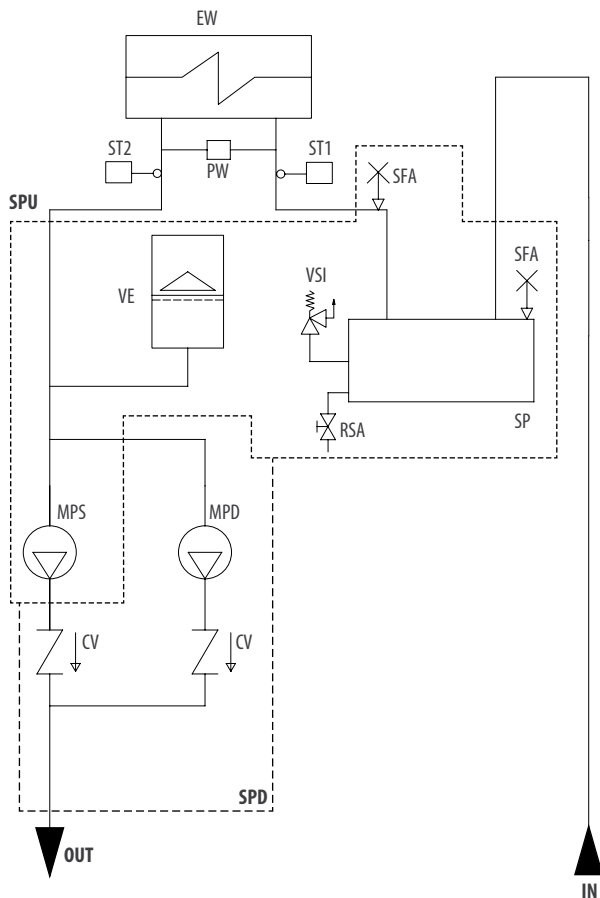 EW
ST2
PW
ST1
SFA
SPU
SFA
VE
VSI
RSA
SP
MPS
MPD
CV
CV
SPD
OUT
IN